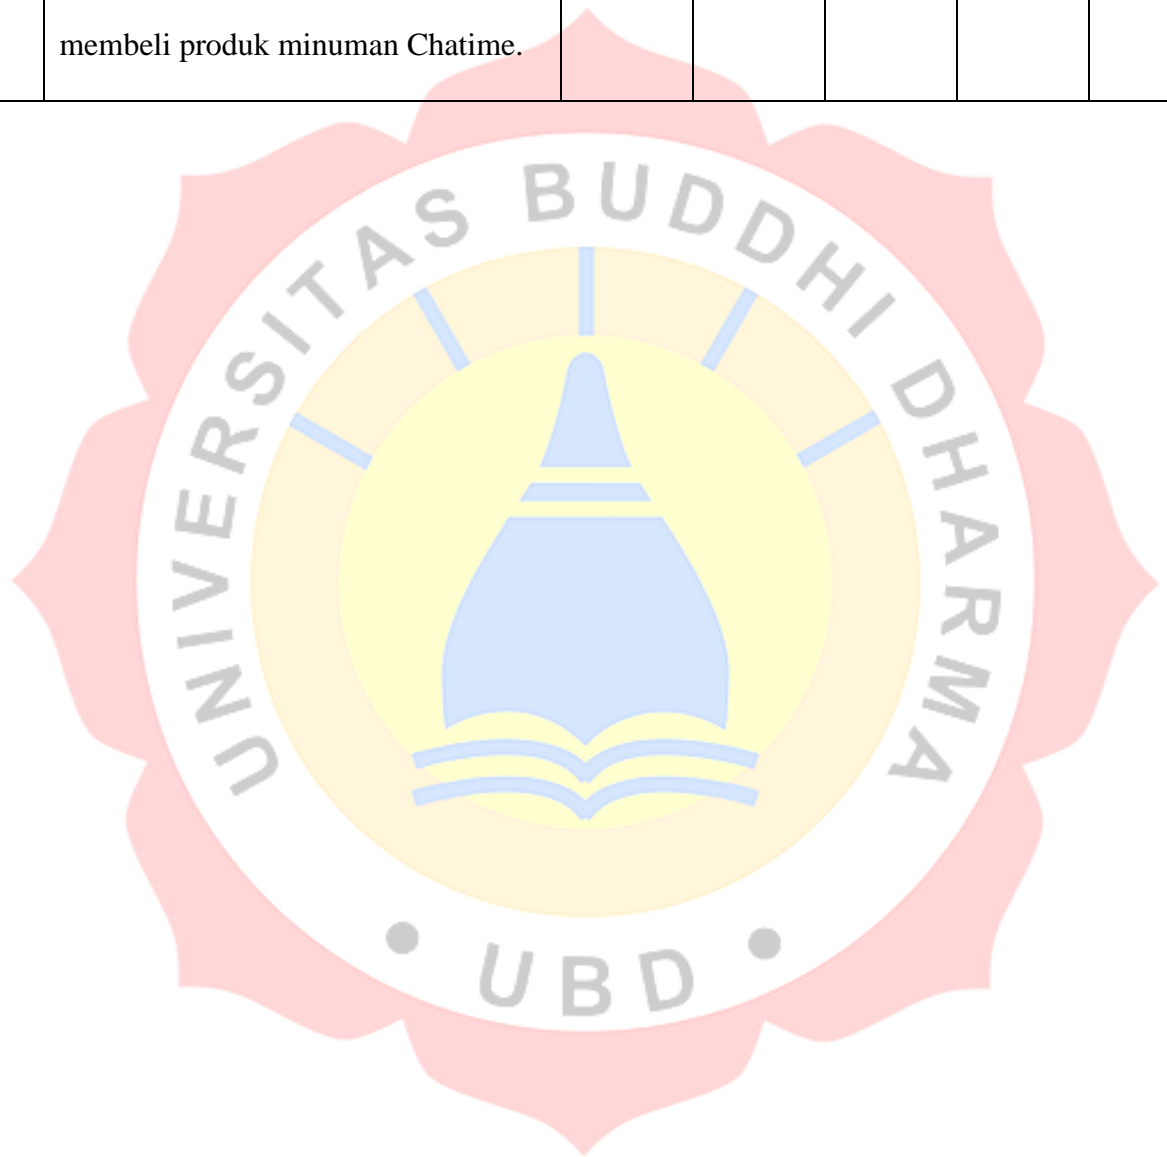 membeli produk minuman Chatime.
UNIVERSITAS BUDDHI DHARMA
• UBD •